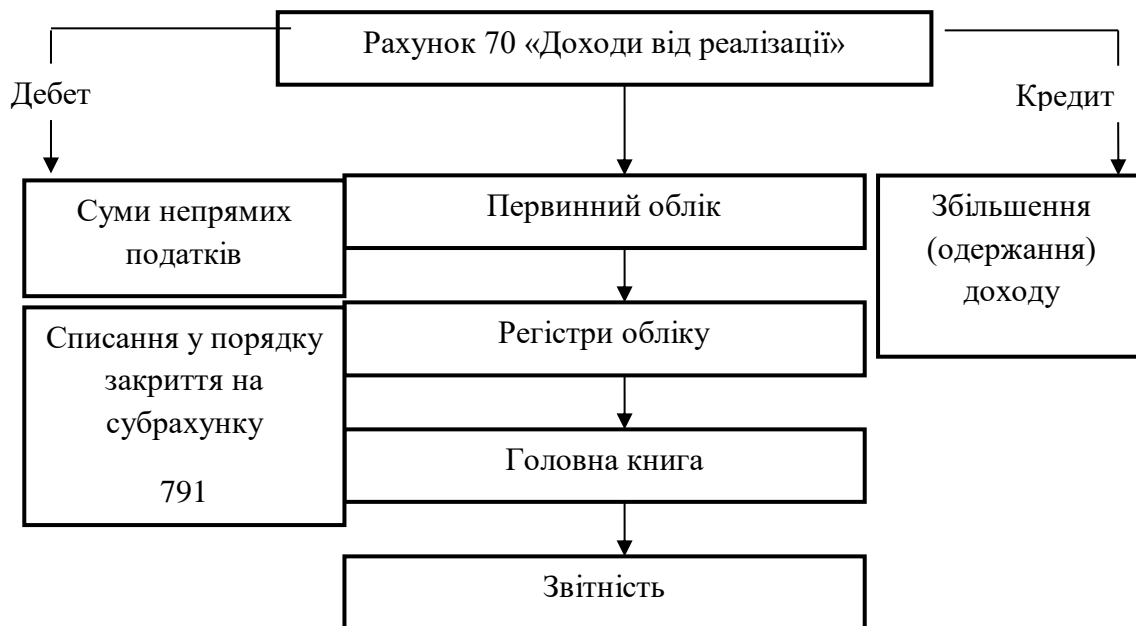 Рахунок 70 «Доходи від реалізації»
Дебет
Кредит
Суми непрямих
податків
Первинний облік
Збільшення
(одержання)
доходу
Списання у порядку
закриття на
субрахунку
791
Регістри обліку
Головна книга
Звітність